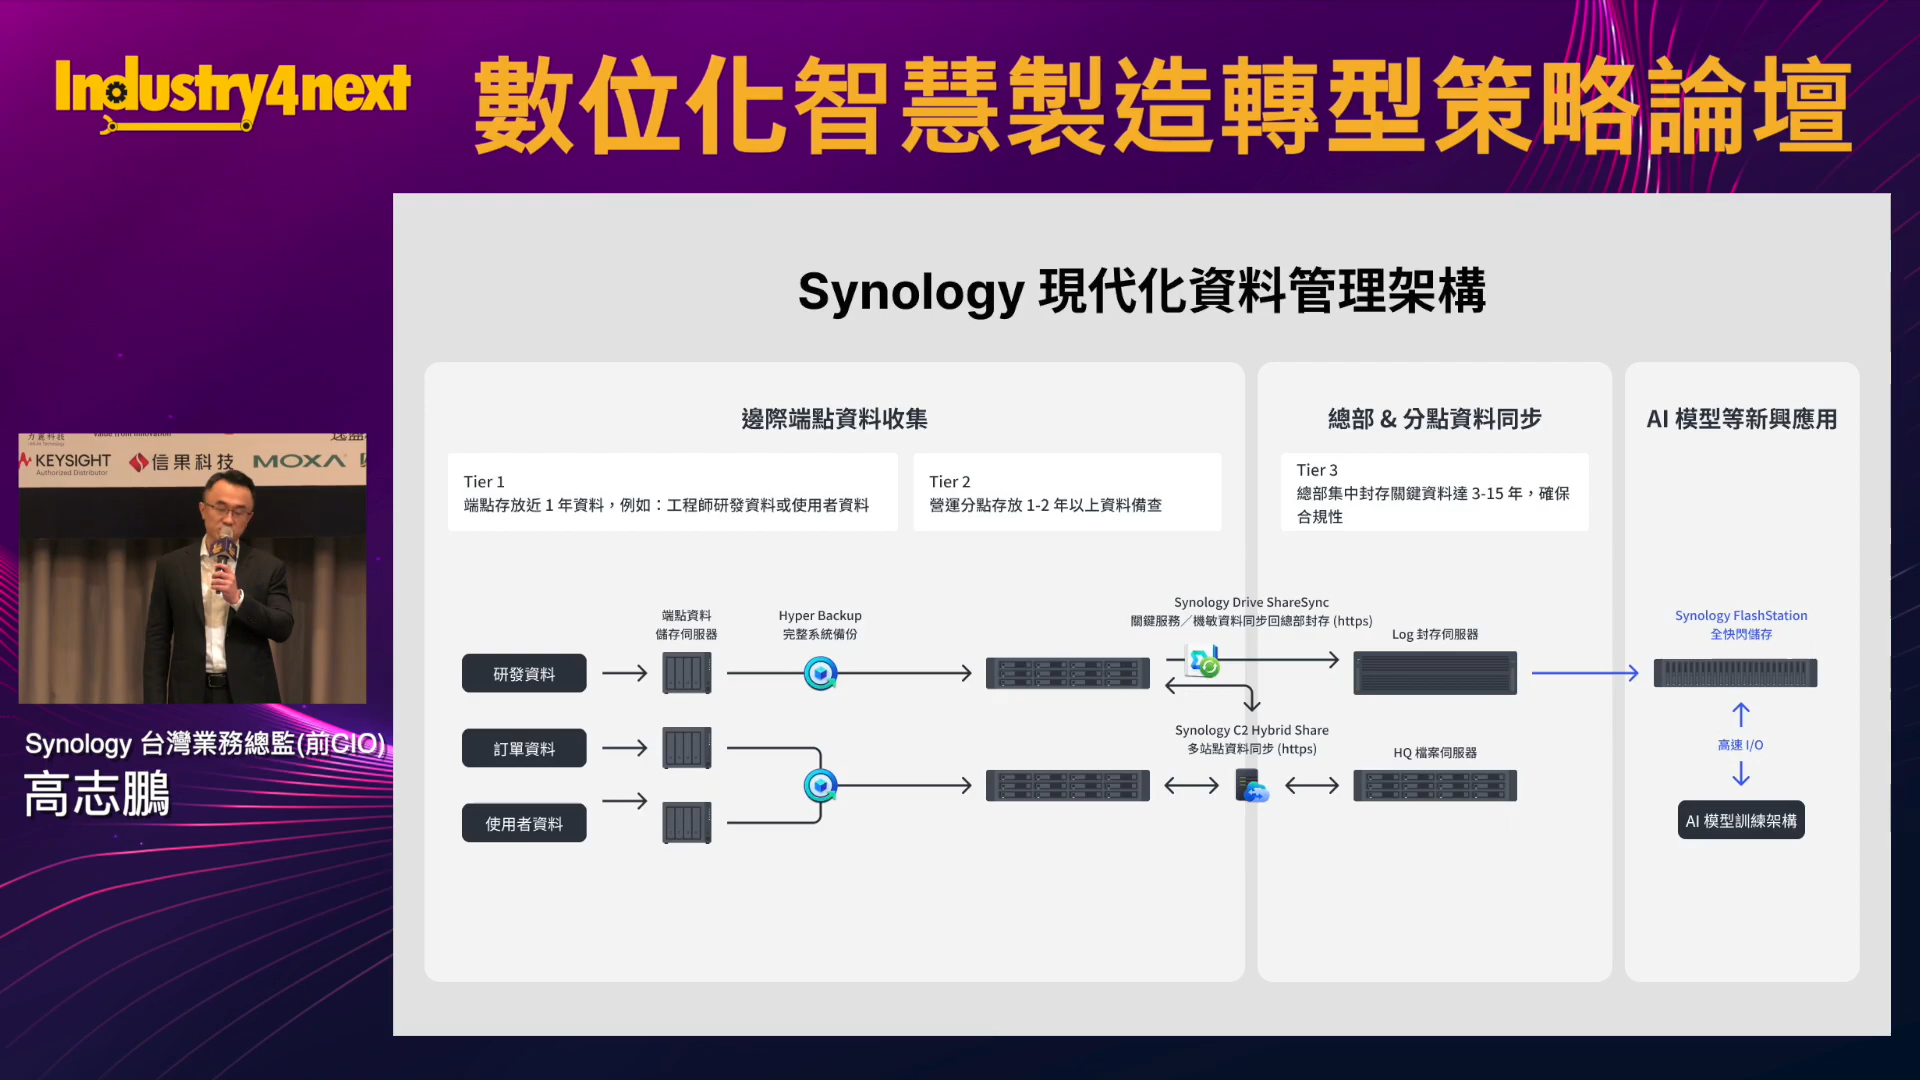 Industry4next
數位化智慧製造轉型策略論壇
Synology 現代化資料管理架構
邊際端點資料收集
總部 & 分點資料同步
AI 模型等新興應用
Tier 1
端點存放近 1 年資料，例如：工程師研發資料或使用者資料
Tier 2
營運分點存放 1-2 年以上資料備查
Tier 3
總部集中封存關鍵資料達 3-15 年，確保
合規性
端點資料
儲存伺服器
Hyper Backup
完整系統備份
Synology Drive ShareSync
關鍵服務／機敏資料同步回總部封存 (https)
Log 封存伺服器
Synology FlashStation
全快閃儲存
研發資料
訂單資料
使用者資料
Synology C2 Hybrid Share
多站點資料同步 (https)
HQ 檔案伺服器
高速 I/O
AI 模型訓練架構
KEYSIGHT
Authorized Distributor
信果科技
MOXA
Synology 台灣業務總監(前CIO)
高志鵬